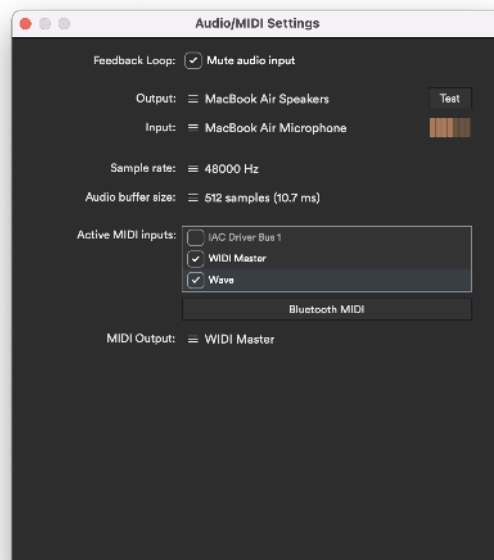 Audio/MIDI Settings
Feedback Loop: Mute audio input
Output: MacBook Air Speakers Test
Input: MacBook Air Microphone
Sample rate: 48000 Hz
Audio buffer size: 512 samples (10.7 ms)
Active MIDI inputs: IAC Driver Bus 1
WIDI Master
Wave
Bluetooth MIDI
MIDI Output: WIDI Master